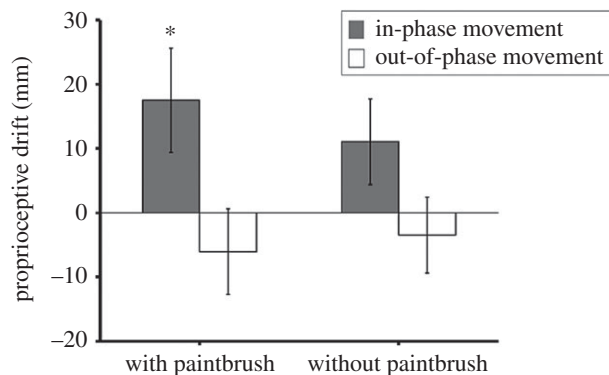 30
20
10
0
–10
–20
proprioceptive drift (mm)
*
in-phase movement
out-of-phase movement
with paintbrush
without paintbrush